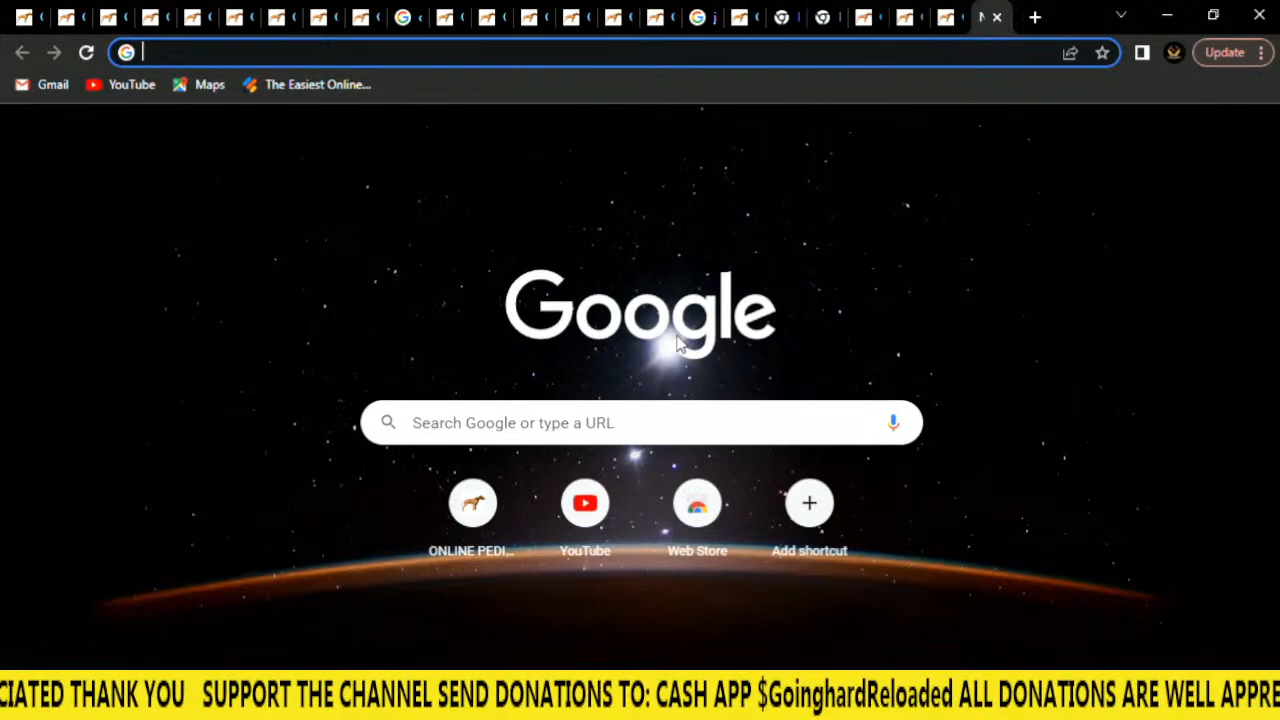 Update
Gmail YouTube Maps The Easiest Online...
Google
Search Google or type a URL
ONLINE PEDI... YouTube Web Store Add shortcut
CIATED THANK YOU SUPPORT THE CHANNEL SEND DONATIONS TO: CASH APP $GoinghardReloaded ALL DONATIONS ARE WELL APPRE